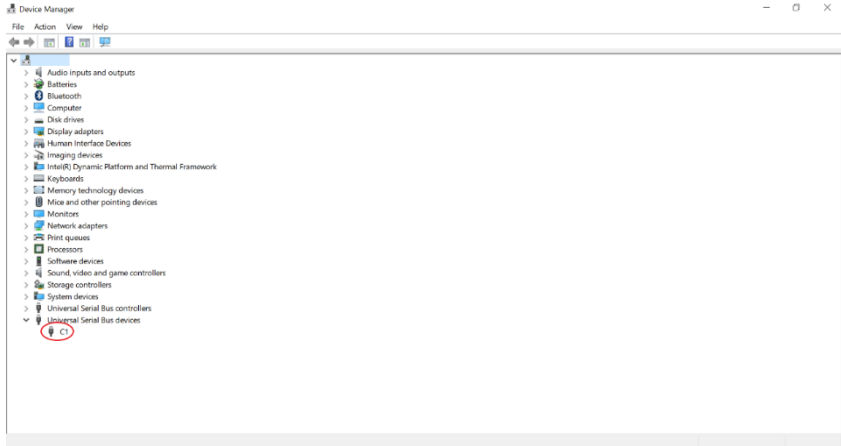 Device Manager
File Action View Help
Audio inputs and outputs
Batteries
Bluetooth
Computer
Disk drives
Display adapters
Human Interface Devices
Imaging devices
Intel(R) Dynamic Platform and Thermal Framework
Keyboards
Memory technology devices
Mice and other pointing devices
Monitors
Network adapters
Print queues
Processors
Software devices
Sound, video and game controllers
Storage controllers
System devices
Universal Serial Bus controllers
Universal Serial Bus devices
C1